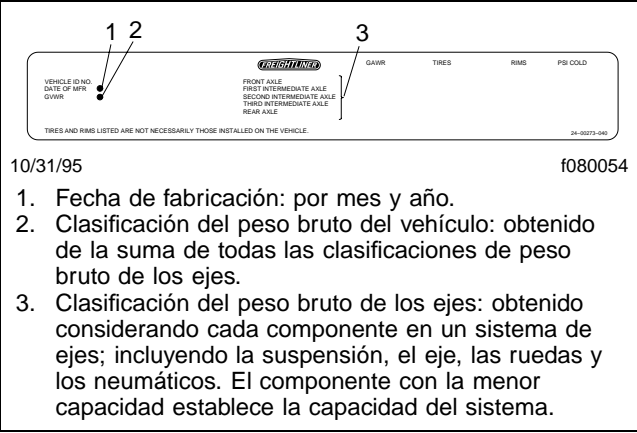 1 2 3
FREIGHTLINER GAWR TIRES RIMS PSI COLD
VEHICLE ID NO. FRONT AXLE
DATE OF MFR FIRST INTERMEDIATE AXLE
GVWR SECOND INTERMEDIATE AXLE
THIRD INTERMEDIATE AXLE
REAR AXLE
TIRES AND RIMS LISTED ARE NOT NECESSARILY THOSE INSTALLED ON THE VEHICLE. 24–00273–040
10/31/95 f080054
1. Fecha de fabricación: por mes y año.
2. Clasificación del peso bruto del vehículo: obtenido
de la suma de todas las clasificaciones de peso
bruto de los ejes.
3. Clasificación del peso bruto de los ejes: obtenido
considerando cada componente en un sistema de
ejes; incluyendo la suspensión, el eje, las ruedas y
los neumáticos. El componente con la menor
capacidad establece la capacidad del sistema.